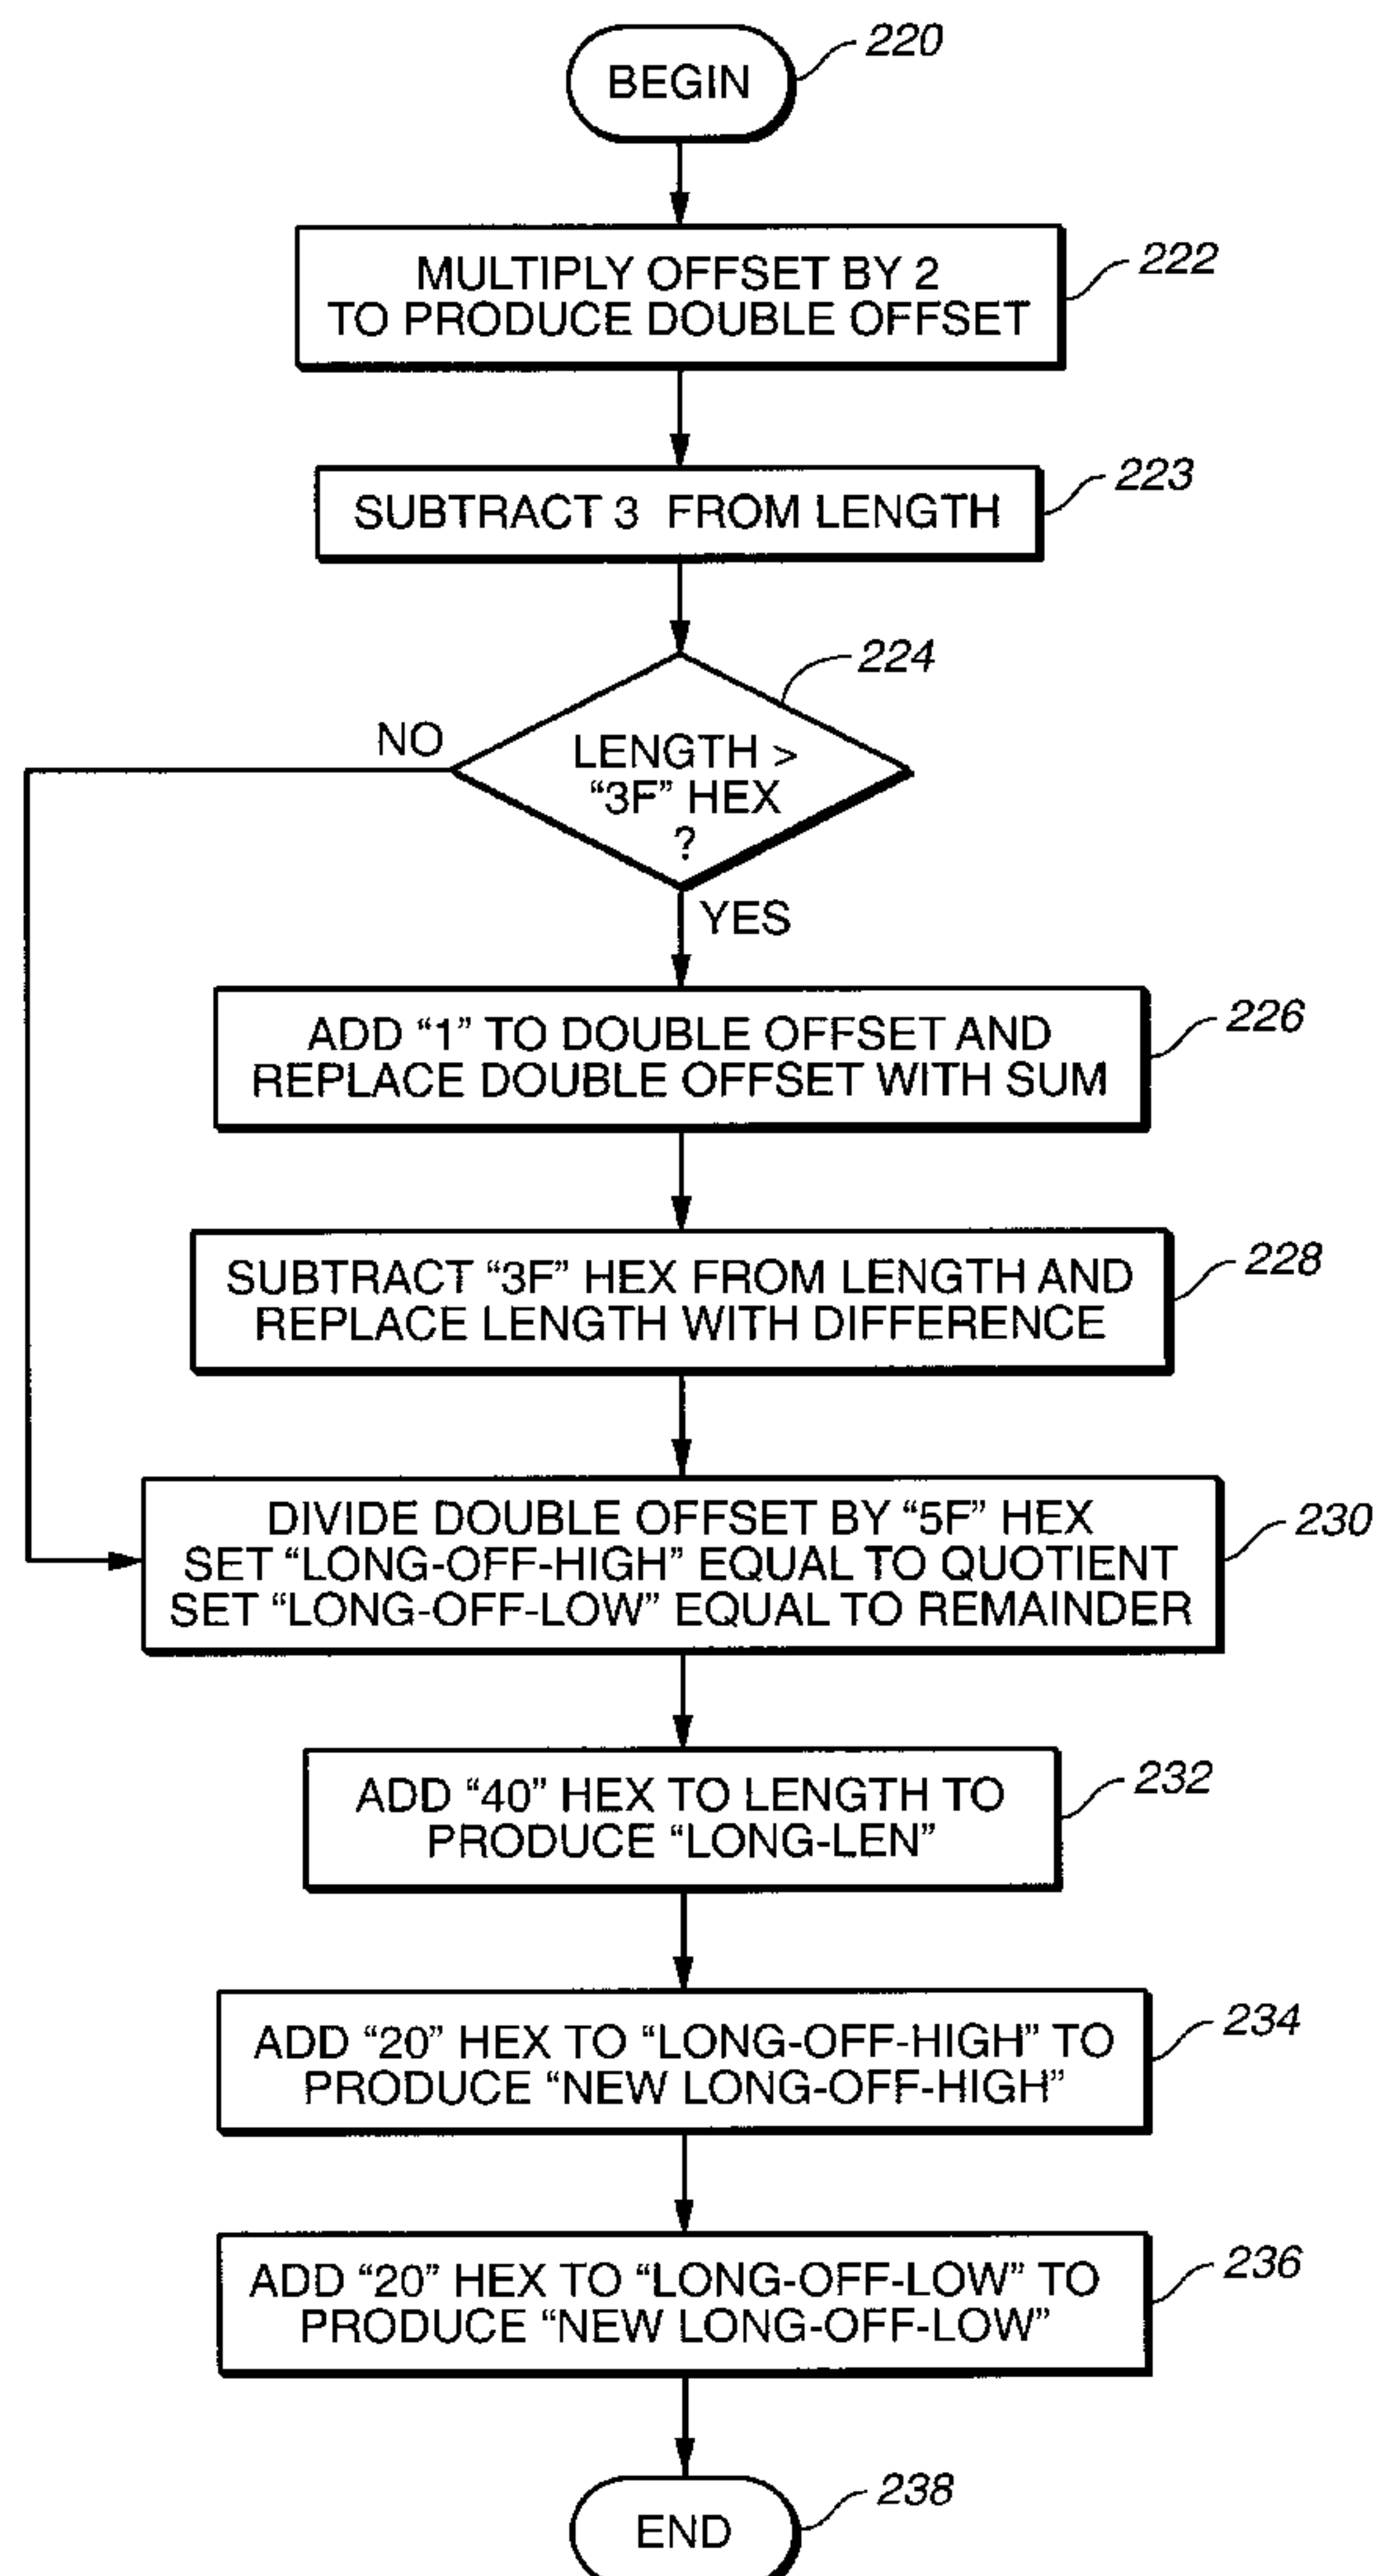 BEGIN
220
MULTIPLY OFFSET BY 2
TO PRODUCE DOUBLE OFFSET
222
SUBTRACT 3 FROM LENGTH
223
224
LENGTH >
“3F” HEX
?
NO
YES
ADD “1” TO DOUBLE OFFSET AND
REPLACE DOUBLE OFFSET WITH SUM
226
SUBTRACT “3F” HEX FROM LENGTH AND
REPLACE LENGTH WITH DIFFERENCE
228
DIVIDE DOUBLE OFFSET BY “5F” HEX
SET “LONG-OFF-HIGH” EQUAL TO QUOTIENT
SET “LONG-OFF-LOW” EQUAL TO REMAINDER
230
ADD “40” HEX TO LENGTH TO
PRODUCE “LONG-LEN”
232
ADD “20” HEX TO “LONG-OFF-HIGH” TO
PRODUCE “NEW LONG-OFF-HIGH”
234
ADD “20” HEX TO “LONG-OFF-LOW” TO
PRODUCE “NEW LONG-OFF-LOW”
236
END
238